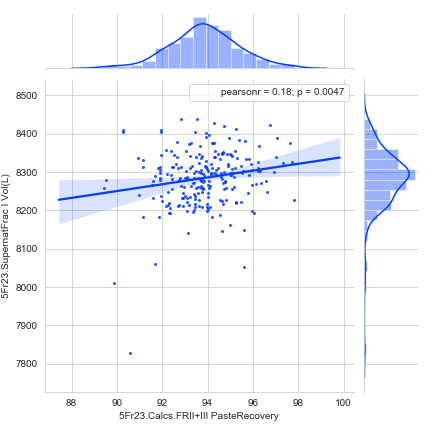 pearsonr = 0.18; p = 0.0047
8500
8400
8300
8200
8100
8000
7900
7800
5Fr23.SupernatFrac I Vol(L)
88 90 92 94 96 98 100
5Fr23.Calcs.FRII+III PasteRecovery